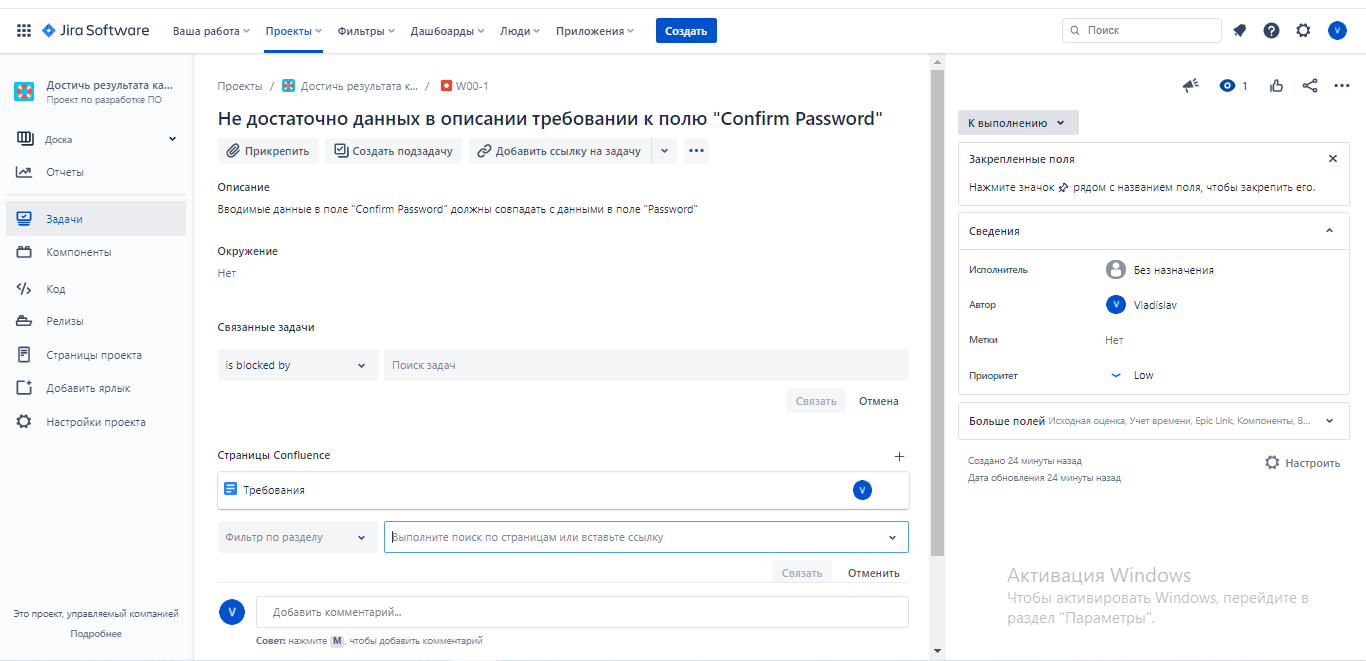 Jira Software Ваша работа Проекты Фильтры Дашбоарды Люди Приложения Создать Поиск V
Достичь результата ка...
Проект по разработке ПО
Доска
Отчеты
Задачи
Компоненты
Код
Релизы
Страницы проекта
Добавить ярлык
Настройки проекта
Это проект, управляемый компанией
Подробнее
Проекты / Достичь результата к... / W00-1
Не достаточно данных в описании требовании к полю "Confirm Password"
Прикрепить Создать подзадачу Добавить ссылку на задачу
Описание
Вводимые данные в поле "Confirm Password" должны совпадать с данными в поле "Password"
Окружение
Нет
Связанные задачи
is blocked by Поиск задач
Связать Отмена
Страницы Confluence
Требования V
Фильтр по разделу Выполните поиск по страницам или вставьте ссылку
Связать Отменить
V Добавить комментарий...
Совет: нажмите M, чтобы добавить комментарий
1
К выполнению
Закрепленные поля
Нажмите значок рядом с названием поля, чтобы закрепить его.
Сведения
Исполнитель Без назначения
Автор V Vladislav
Метки Нет
Приоритет Low
Больше полей Исходная оценка, Учет времени, Epic Link, Компоненты, В...
Создано 24 минуты назад
Настроить
Дата обновления 24 минуты назад
Активация Windows
Чтобы активировать Windows, перейдите в
раздел "Параметры".